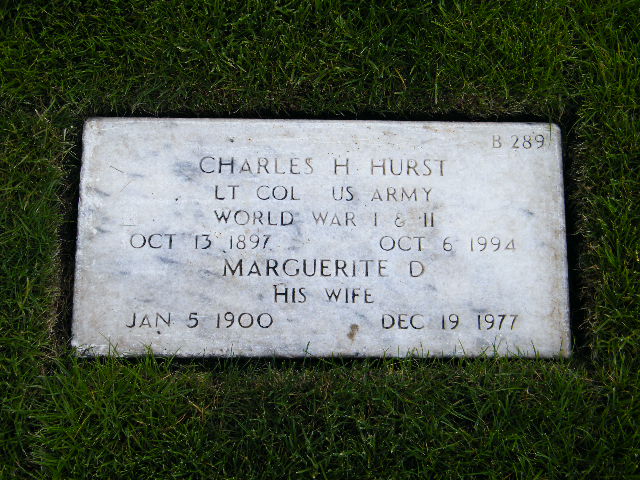 B 289
CHARLES H HURST
LT COL US ARMY
WORLD WAR I & II
OCT 13 1897 OCT 6 1994
MARGUERITE D
HIS WIFE
JAN 5 1900 DEC 19 1977